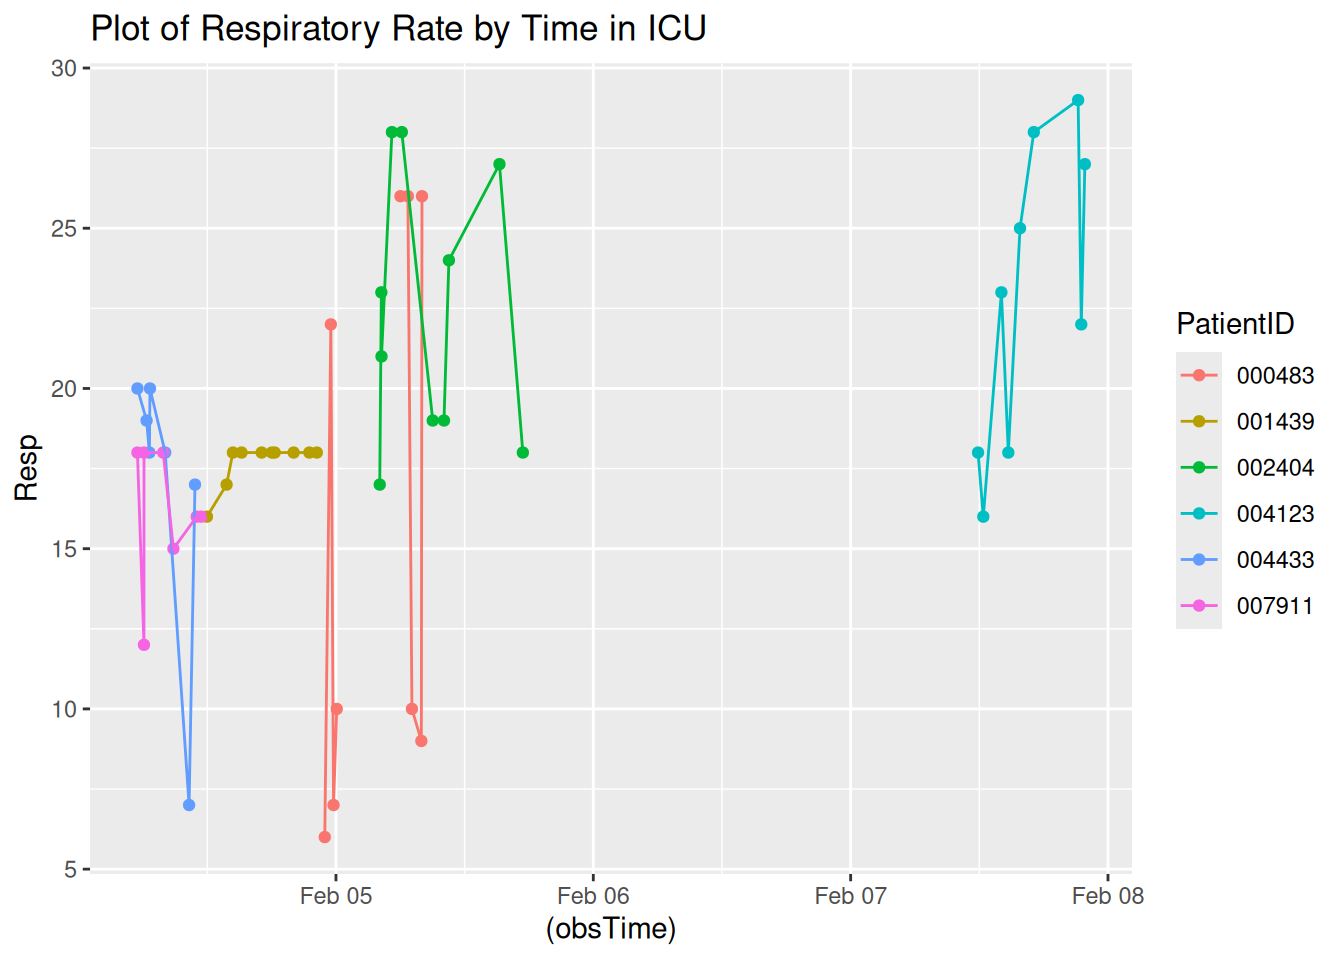 Plot of Respiratory Rate by Time in ICU
30
25
20
15
10
5
Resp
Feb 05 Feb 06 Feb 07 Feb 08
(obsTime)
PatientID
000483
001439
002404
004123
004433
007911